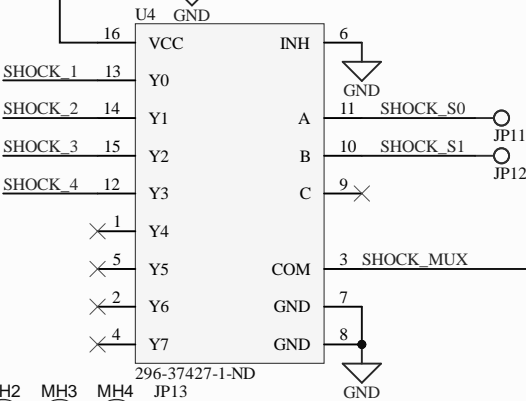 U4 GND
16 VCC INH 6
GND
SHOCK_1 13 Y0
SHOCK_2 14 Y1 A 11 SHOCK_S0
JP11
SHOCK_3 15 Y2 B 10 SHOCK_S1
JP12
SHOCK_4 12 Y3 C 9
1 Y4
5 Y5 COM 3 SHOCK_MUX
2 Y6 GND 7
4 Y7 GND 8
296-37427-1-ND
H2 MH3 MH4 JP13 GND